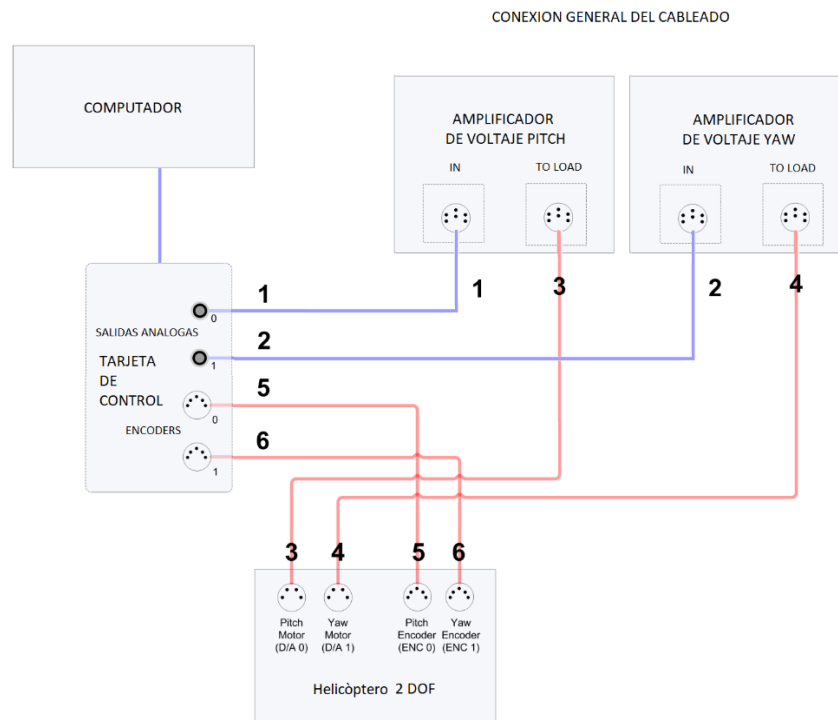 CONEXION GENERAL DEL CABLEADO
COMPUTADOR
AMPLIFICADOR
DE VOLTAJE PITCH
IN
TO LOAD
AMPLIFICADOR
DE VOLTAJE YAW
IN
TO LOAD
1
1
3
2
4
0
SALIDAS ANALOGAS
2
1
TARJETA
DE
CONTROL
5
0
ENCODERS
6
1
3
4
5
6
Pitch
Motor
(D/A 0)
Yaw
Motor
(D/A 1)
Pitch
Encoder
(ENC 0)
Yaw
Encoder
(ENC 1)
Helicòptero 2 DOF